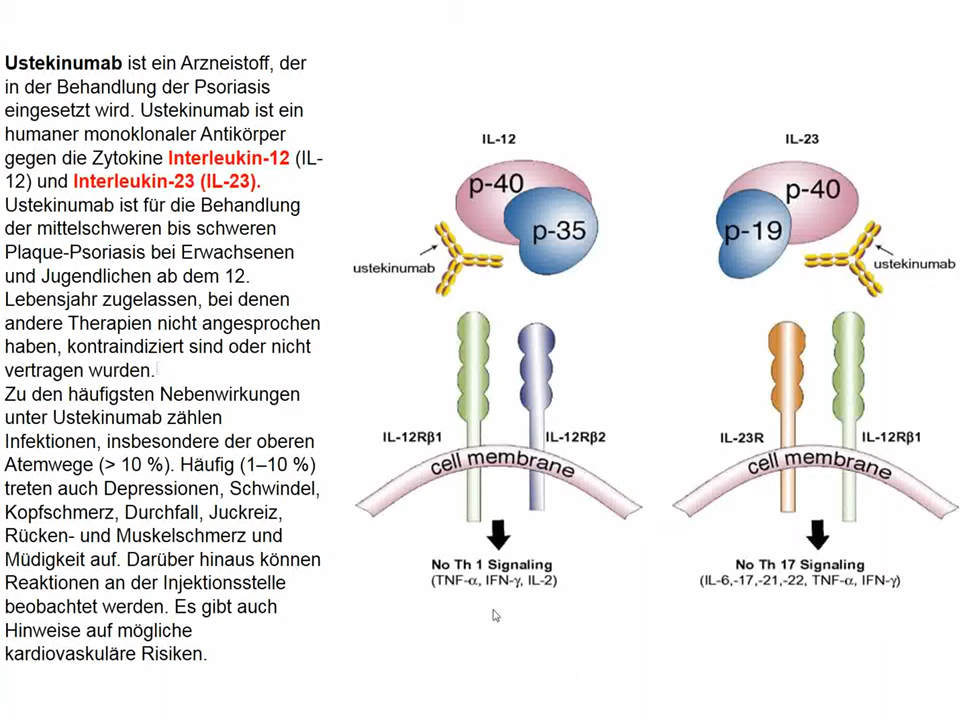 Ustekinumab ist ein Arzneistoff, der
in der Behandlung der Psoriasis
eingesetzt wird. Ustekinumab ist ein
humaner monoklonaler Antikörper
gegen die Zytokine Interleukin-12 (IL-
12) und Interleukin-23 (IL-23).
Ustekinumab ist für die Behandlung
der mittelschweren bis schweren
Plaque-Psoriasis bei Erwachsenen
und Jugendlichen ab dem 12.
Lebensjahr zugelassen, bei denen
andere Therapien nicht angesprochen
haben, kontraindiziert sind oder nicht
vertragen wurden.
Zu den häufigsten Nebenwirkungen
unter Ustekinumab zählen
Infektionen, insbesondere der oberen
Atemwege (> 10 %). Häufig (1–10 %)
treten auch Depressionen, Schwindel,
Kopfschmerz, Durchfall, Juckreiz,
Rücken- und Muskelschmerz und
Müdigkeit auf. Darüber hinaus können
Reaktionen an der Injektionsstelle
beobachtet werden. Es gibt auch
Hinweise auf mögliche
kardiovaskuläre Risiken.
IL-12
p-40
p-35
ustekinumab
IL-12Rβ1
IL-12Rβ2
cell membrane
No Th 1 Signaling
(TNF-α, IFN-γ, IL-2)
IL-23
p-40
p-19
ustekinumab
IL-23R
IL-12Rβ1
cell membrane
No Th 17 Signaling
(IL-6,-17,-21,-22, TNF-α, IFN-γ)